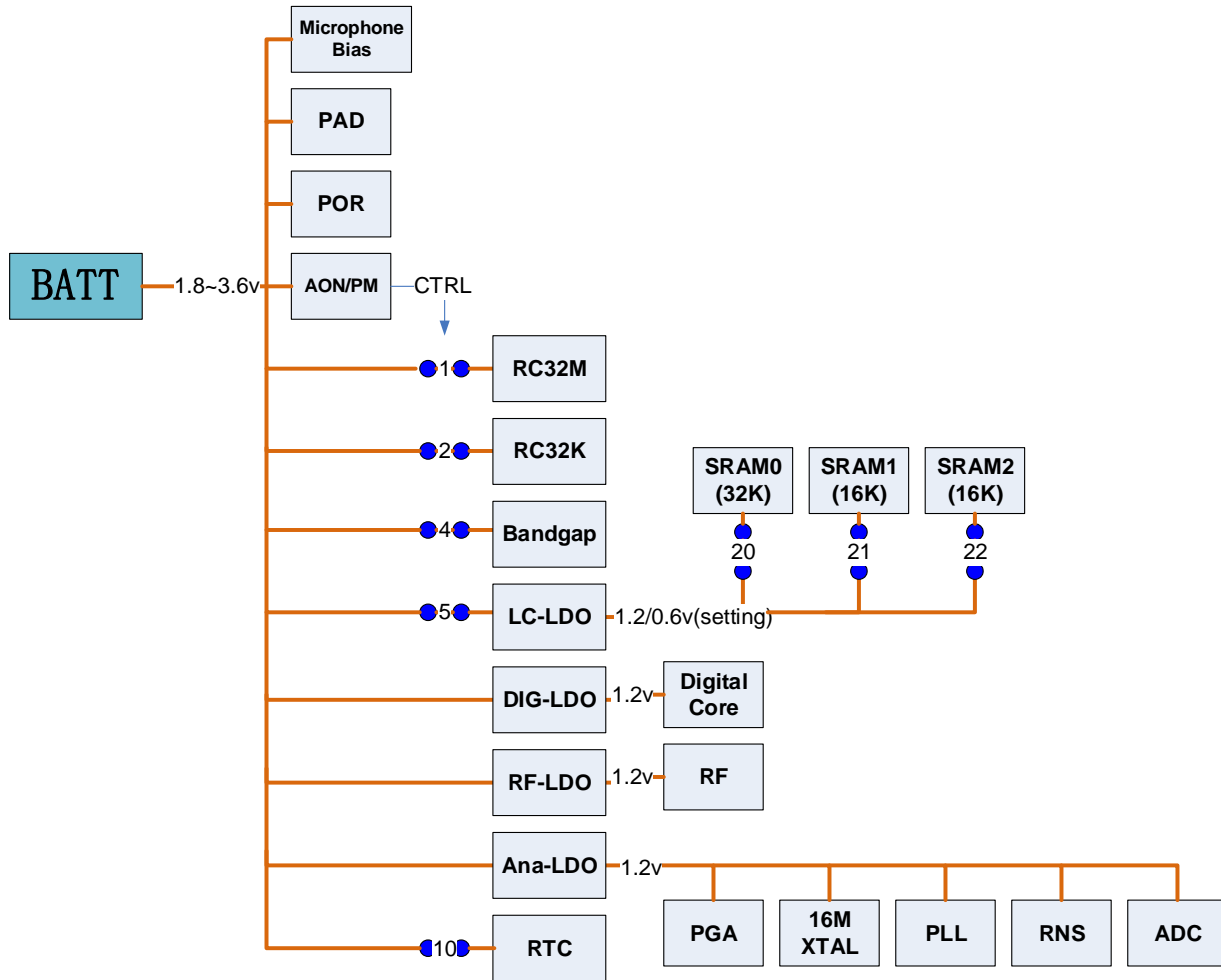 Microphone
Bias
PAD
POR
BATT
1.8~3.6v
AON/PM
CTRL
1
RC32M
2
RC32K
SRAM0
(32K)
SRAM1
(16K)
SRAM2
(16K)
4
Bandgap
20
21
22
5
LC-LDO
1.2/0.6v(setting)
DIG-LDO
1.2v
Digital
Core
RF-LDO
1.2v
RF
Ana-LDO
1.2v
PGA
16M
XTAL
PLL
RNS
ADC
10
RTC